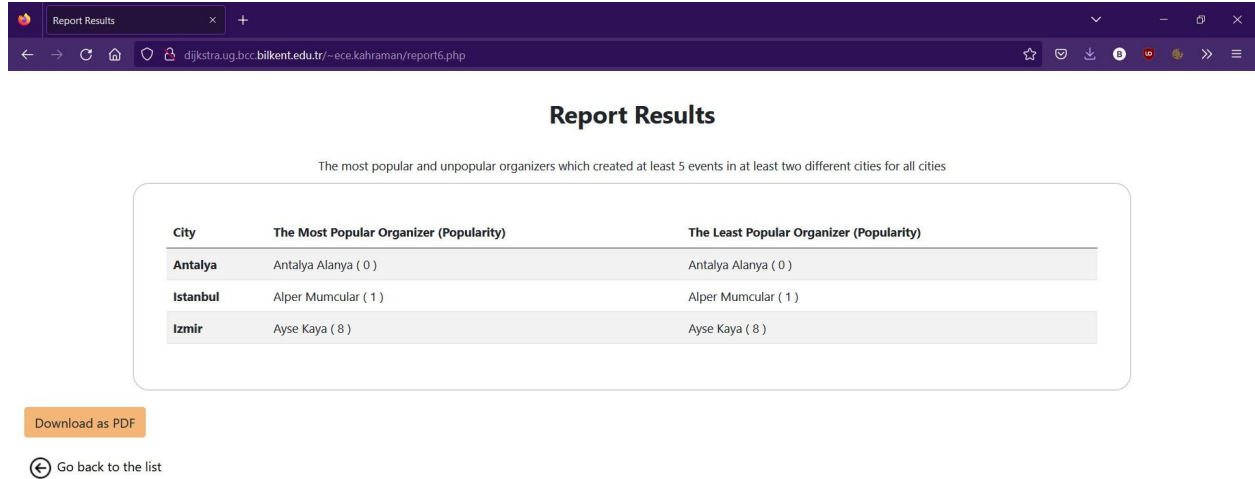 Report Results
dijkstra.ug.bcc.bilkent.edu.tr/~ece.kahraman/report6.php
Report Results
The most popular and unpopular organizers which created at least 5 events in at least two different cities for all cities
City The Most Popular Organizer (Popularity) The Least Popular Organizer (Popularity)
Antalya Antalya Alanya ( 0 ) Antalya Alanya ( 0 )
Istanbul Alper Mumcular ( 1 ) Alper Mumcular ( 1 )
Izmir Ayse Kaya ( 8 ) Ayse Kaya ( 8 )
Download as PDF
Go back to the list